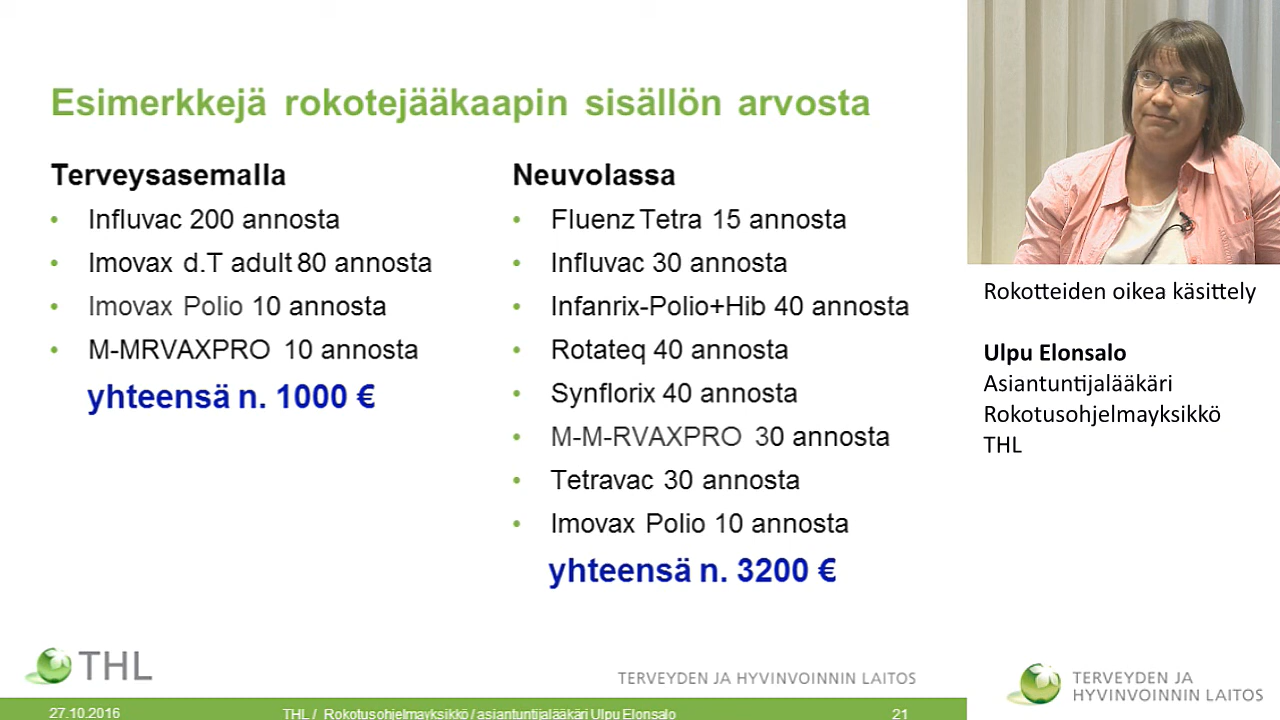 Esimerkkejä rokotejääkaapin sisällön arvosta
Terveysasemalla
• Influvac 200 annosta
• Imovax d.T adult 80 annosta
• Imovax Polio 10 annosta
• M-MRVAXPRO 10 annosta
yhteensä n. 1000 €
Neuvolassa
• Fluenz Tetra 15 annosta
• Influvac 30 annosta
• Infanrix-Polio+Hib 40 annosta
• Rotateq 40 annosta
• Synflorix 40 annosta
• M-M-RVAXPRO 30 annosta
• Tetravac 30 annosta
• Imovax Polio 10 annosta
yhteensä n. 3200 €
THL
TERVEYDEN JA HYVINVOINNIN LAITOS
27.10.2016
THL / Rokotusohjelmayksikkö / asiantuntijalääkäri Ulpu Elonsalo
21
Rokotteiden oikea käsittely
Ulpu Elonsalo
Asiantuntijalääkäri
Rokotusohjelmayksikkö
THL
TERVEYDEN JA
HYVINVOINNIN LAITOS